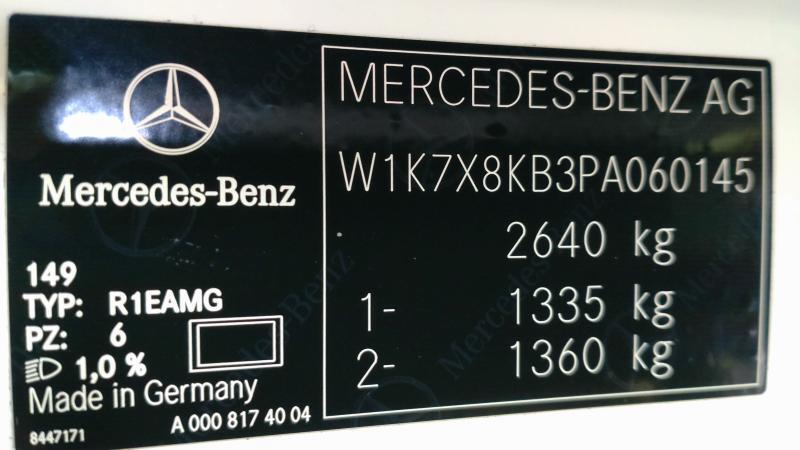 Mercedes-Benz
149
TYP: R1EAMG
PZ: 6
1,0 %
Made in Germany
A 000 817 40 04
8447171
MERCEDES-BENZ AG
W1K7X8KB3PA060145
2640 kg
1- 1335 kg
2- 1360 kg